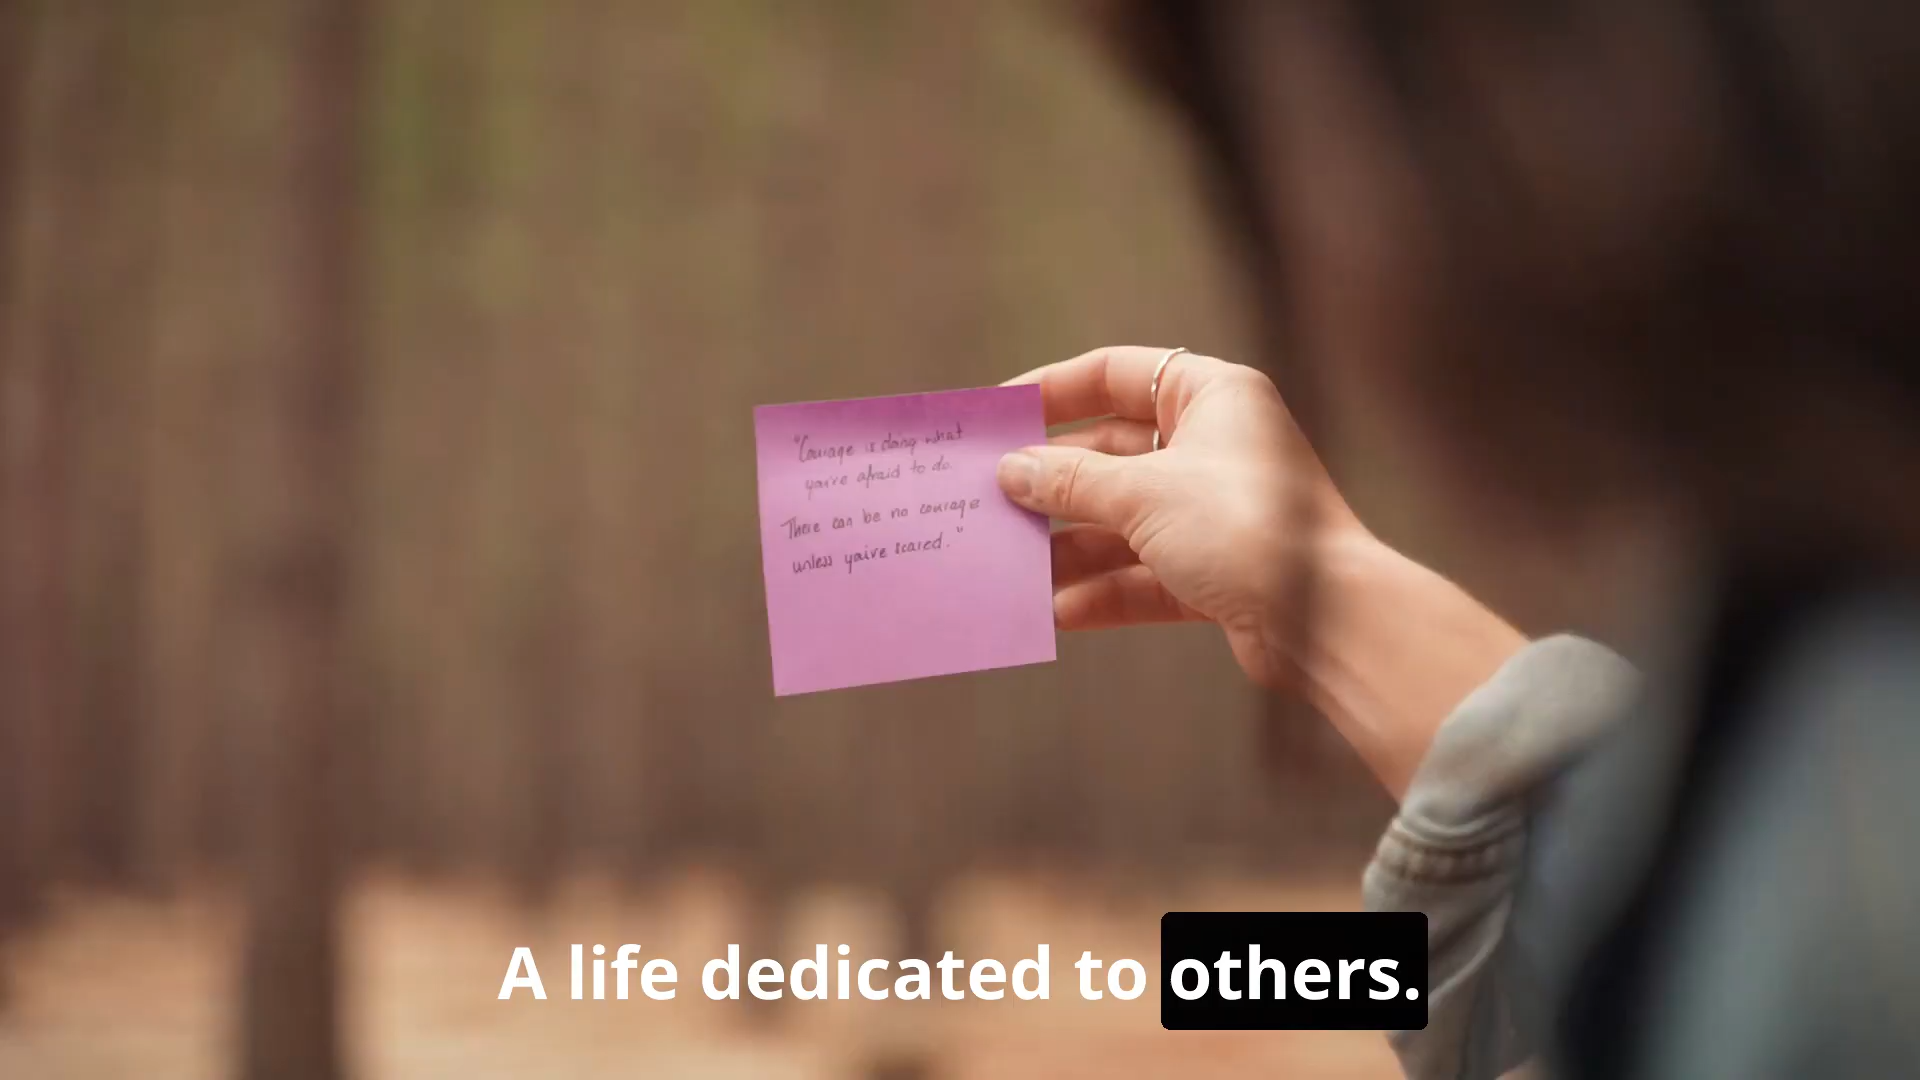 "Courage is doing what
you're afraid to do.
There can be no courage
unless you're scared."
A life dedicated to others.